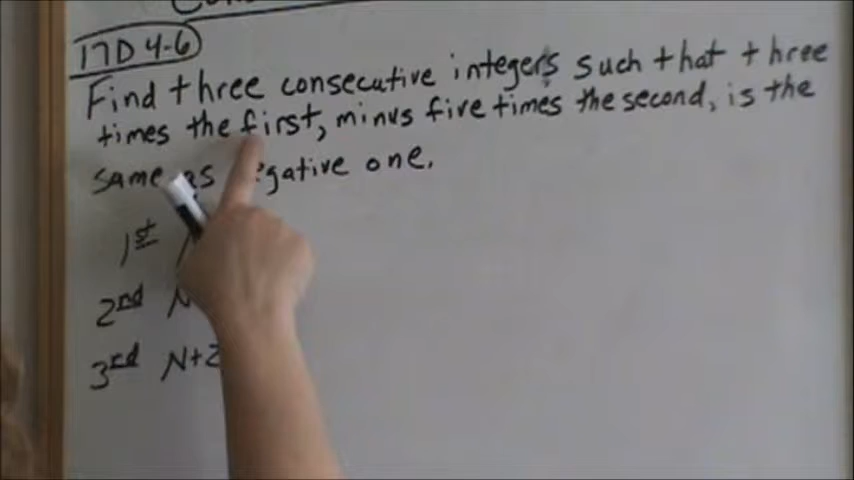 17D 4-6
Find three consecutive integers such that three
times the first, minus five times the second, is the
same as negative one.
1st
2nd N
3rd N+2